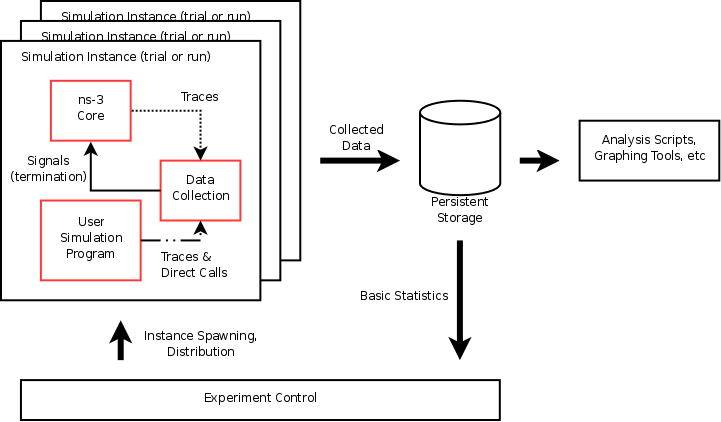 Simulation Instance (trial or run)
Simulation Instance (trial or run)
Simulation Instance (trial or run)
ns-3
Core
Traces
Signals
(termination)
Data
Collection
User
Simulation
Program
Traces &
Direct Calls
Collected
Data
Persistent
Storage
Analysis Scripts,
Graphing Tools, etc
Basic Statistics
Instance Spawning,
Distribution
Experiment Control